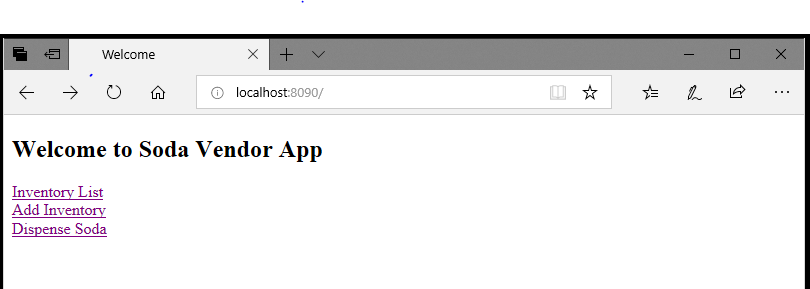 Welcome
localhost:8090/
Welcome to Soda Vendor App
Inventory List
Add Inventory
Dispense Soda